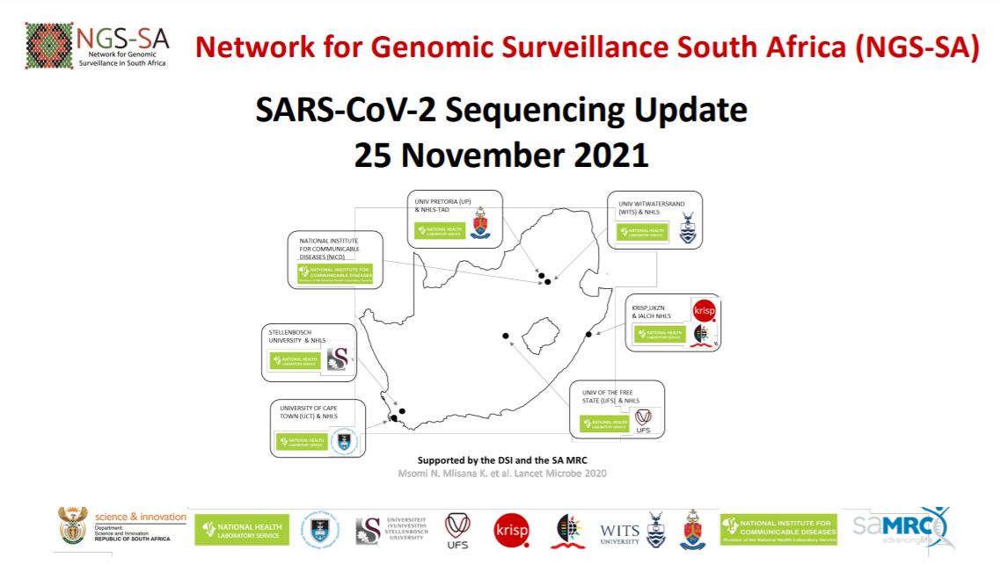 NGS-SA
Network for Genomic
Surveillance in South Africa
Network for Genomic Surveillance South Africa (NGS-SA)
SARS-CoV-2 Sequencing Update
25 November 2021
UNIV PRETORIA (UP)
& NHLS-TAD
NATIONAL HEALTH
LABORATORY SERVICE
UNIV WITWATERSRAND
(WITS) & NHLS
NATIONAL HEALTH
LABORATORY SERVICE
NATIONAL INSTITUTE
FOR COMMUNICABLE
DISEASES (NICD)
NATIONAL INSTITUTE FOR
COMMUNICABLE DISEASES
Division of the National Health Laboratory Service
KRISP,UKZN
& IALCH NHLS
krisp
NATIONAL HEALTH
LABORATORY SERVICE
STELLENBOSCH
UNIVERSITY & NHLS
NATIONAL HEALTH
LABORATORY SERVICE
UNIV OF THE FREE
STATE (UFS) & NHLS
NATIONAL HEALTH
LABORATORY SERVICE
UFS
UNIVERSITY OF CAPE
TOWN (UCT) & NHLS
NATIONAL HEALTH
LABORATORY SERVICE
Supported by the DSI and the SA MRC
Msomi N. Mlisana K. et al. Lancet Microbe 2020
science & innovation
Department:
Science and Innovation
REPUBLIC OF SOUTH AFRICA
NATIONAL HEALTH
LABORATORY SERVICE
UNIVERSITEIT
IYUNIVESITHI
STELLENBOSCH
UNIVERSITY
UFS
krisp
WITS
UNIVERSITY
NATIONAL INSTITUTE FOR
COMMUNICABLE DISEASES
Division of the National Health Laboratory Service
saMRC
advancinglife